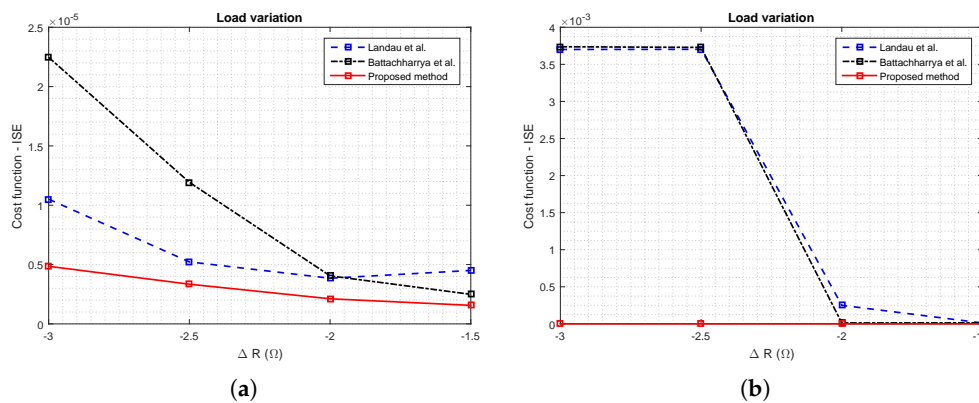 ×10⁻⁵
Load variation
2.5
2
1.5
1
0.5
0
Cost function - ISE
Landau et al.
Battachharrya et al.
Proposed method
-3
-2.5
-2
-1.5
Δ R (Ω)
(a)
×10⁻³
Load variation
4
3.5
3
2.5
2
1.5
1
0.5
0
Cost function - ISE
Landau et al.
Battachharrya et al.
Proposed method
-3
-2.5
-2
Δ R (Ω)
(b)